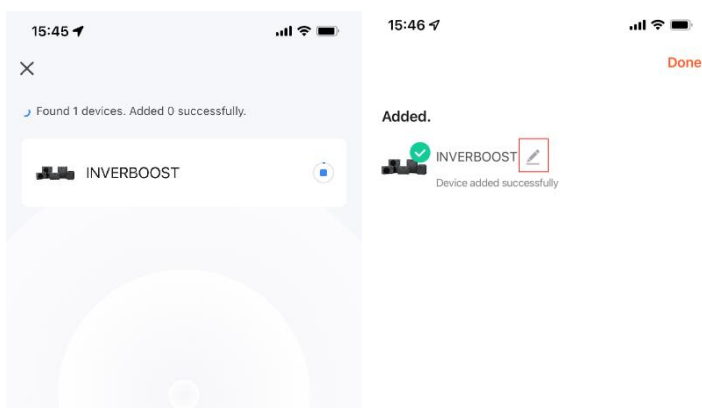 15:45
Found 1 devices. Added 0 successfully.
INVERBOOST
15:46
Done
Added.
INVERBOOST
Device added successfully